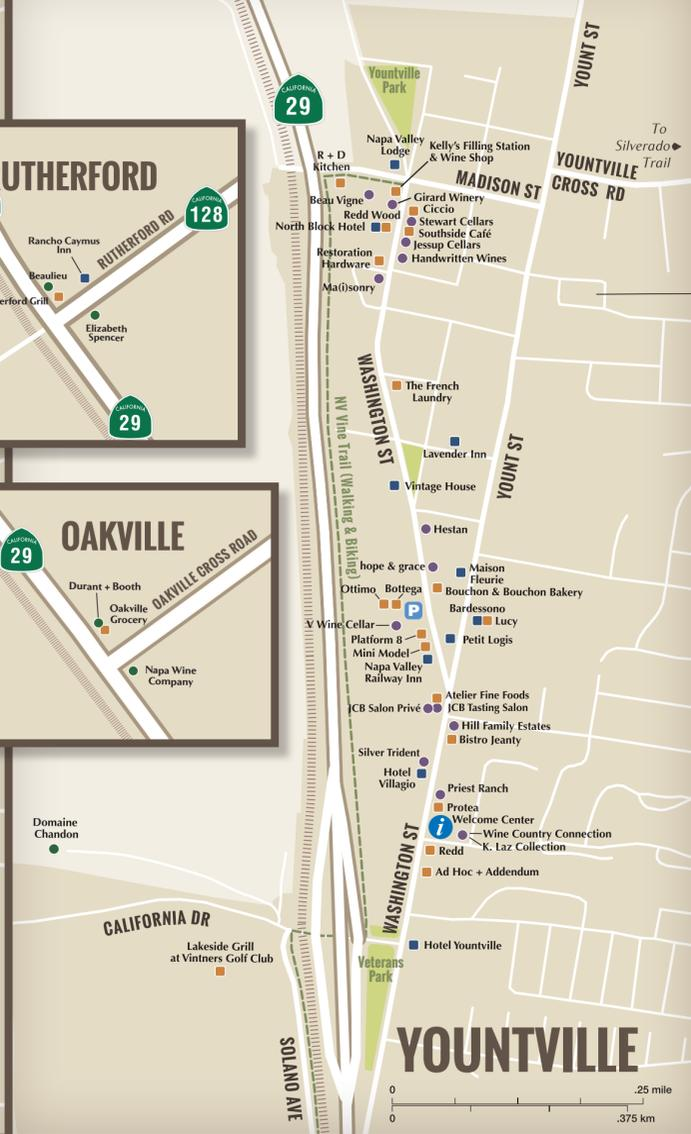 YOUNT ST
CALIFORNIA
29
Yountville
Park
To
Silverado
Trail
YOUNTVILLE
CROSS RD
MADISON ST
Napa Valley
Lodge
Kelly's Filling Station
& Wine Shop
R + D
Kitchen
Beau Vigne
Girard Winery
Ciccio
Redd Wood
Stewart Cellars
North Block Hotel
Southside Café
Jessup Cellars
Restoration
Hardware
Handwritten Wines
Ma(i)sonry
UTHERFORD
CALIFORNIA
128
RUTHERFORD RD
Rancho Caymus
Inn
Beaulieu
erford Grill
Elizabeth
Spencer
CALIFORNIA
29
WASHINGTON ST
NV Vine Trail (Walking & Biking)
The French
Laundry
YOUNT ST
Lavender Inn
Vintage House
Hestan
hope & grace
Maison
Fleurie
Ottimo
Bottega
Bouchon & Bouchon Bakery
P
Bardessono
Lucy
V Wine Cellar
Platform 8
Petit Logis
Mini Model
Napa Valley
Railway Inn
Atelier Fine Foods
JCB Salon Privé
JCB Tasting Salon
Hill Family Estates
Bistro Jeanty
Silver Trident
Hotel
Villagio
Priest Ranch
Protea
i
Welcome Center
Wine Country Connection
K. Laz Collection
Redd
Ad Hoc + Addendum
WASHINGTON ST
Hotel Yountville
Veterans
Park
CALIFORNIA
29
OAKVILLE
OAKVILLE CROSS ROAD
Durant + Booth
Oakville
Grocery
Napa Wine
Company
Domaine
Chandon
CALIFORNIA DR
Lakeside Grill
at Vintners Golf Club
SOLANO AVE
YOUNTVILLE
0
.25 mile
0
.375 km